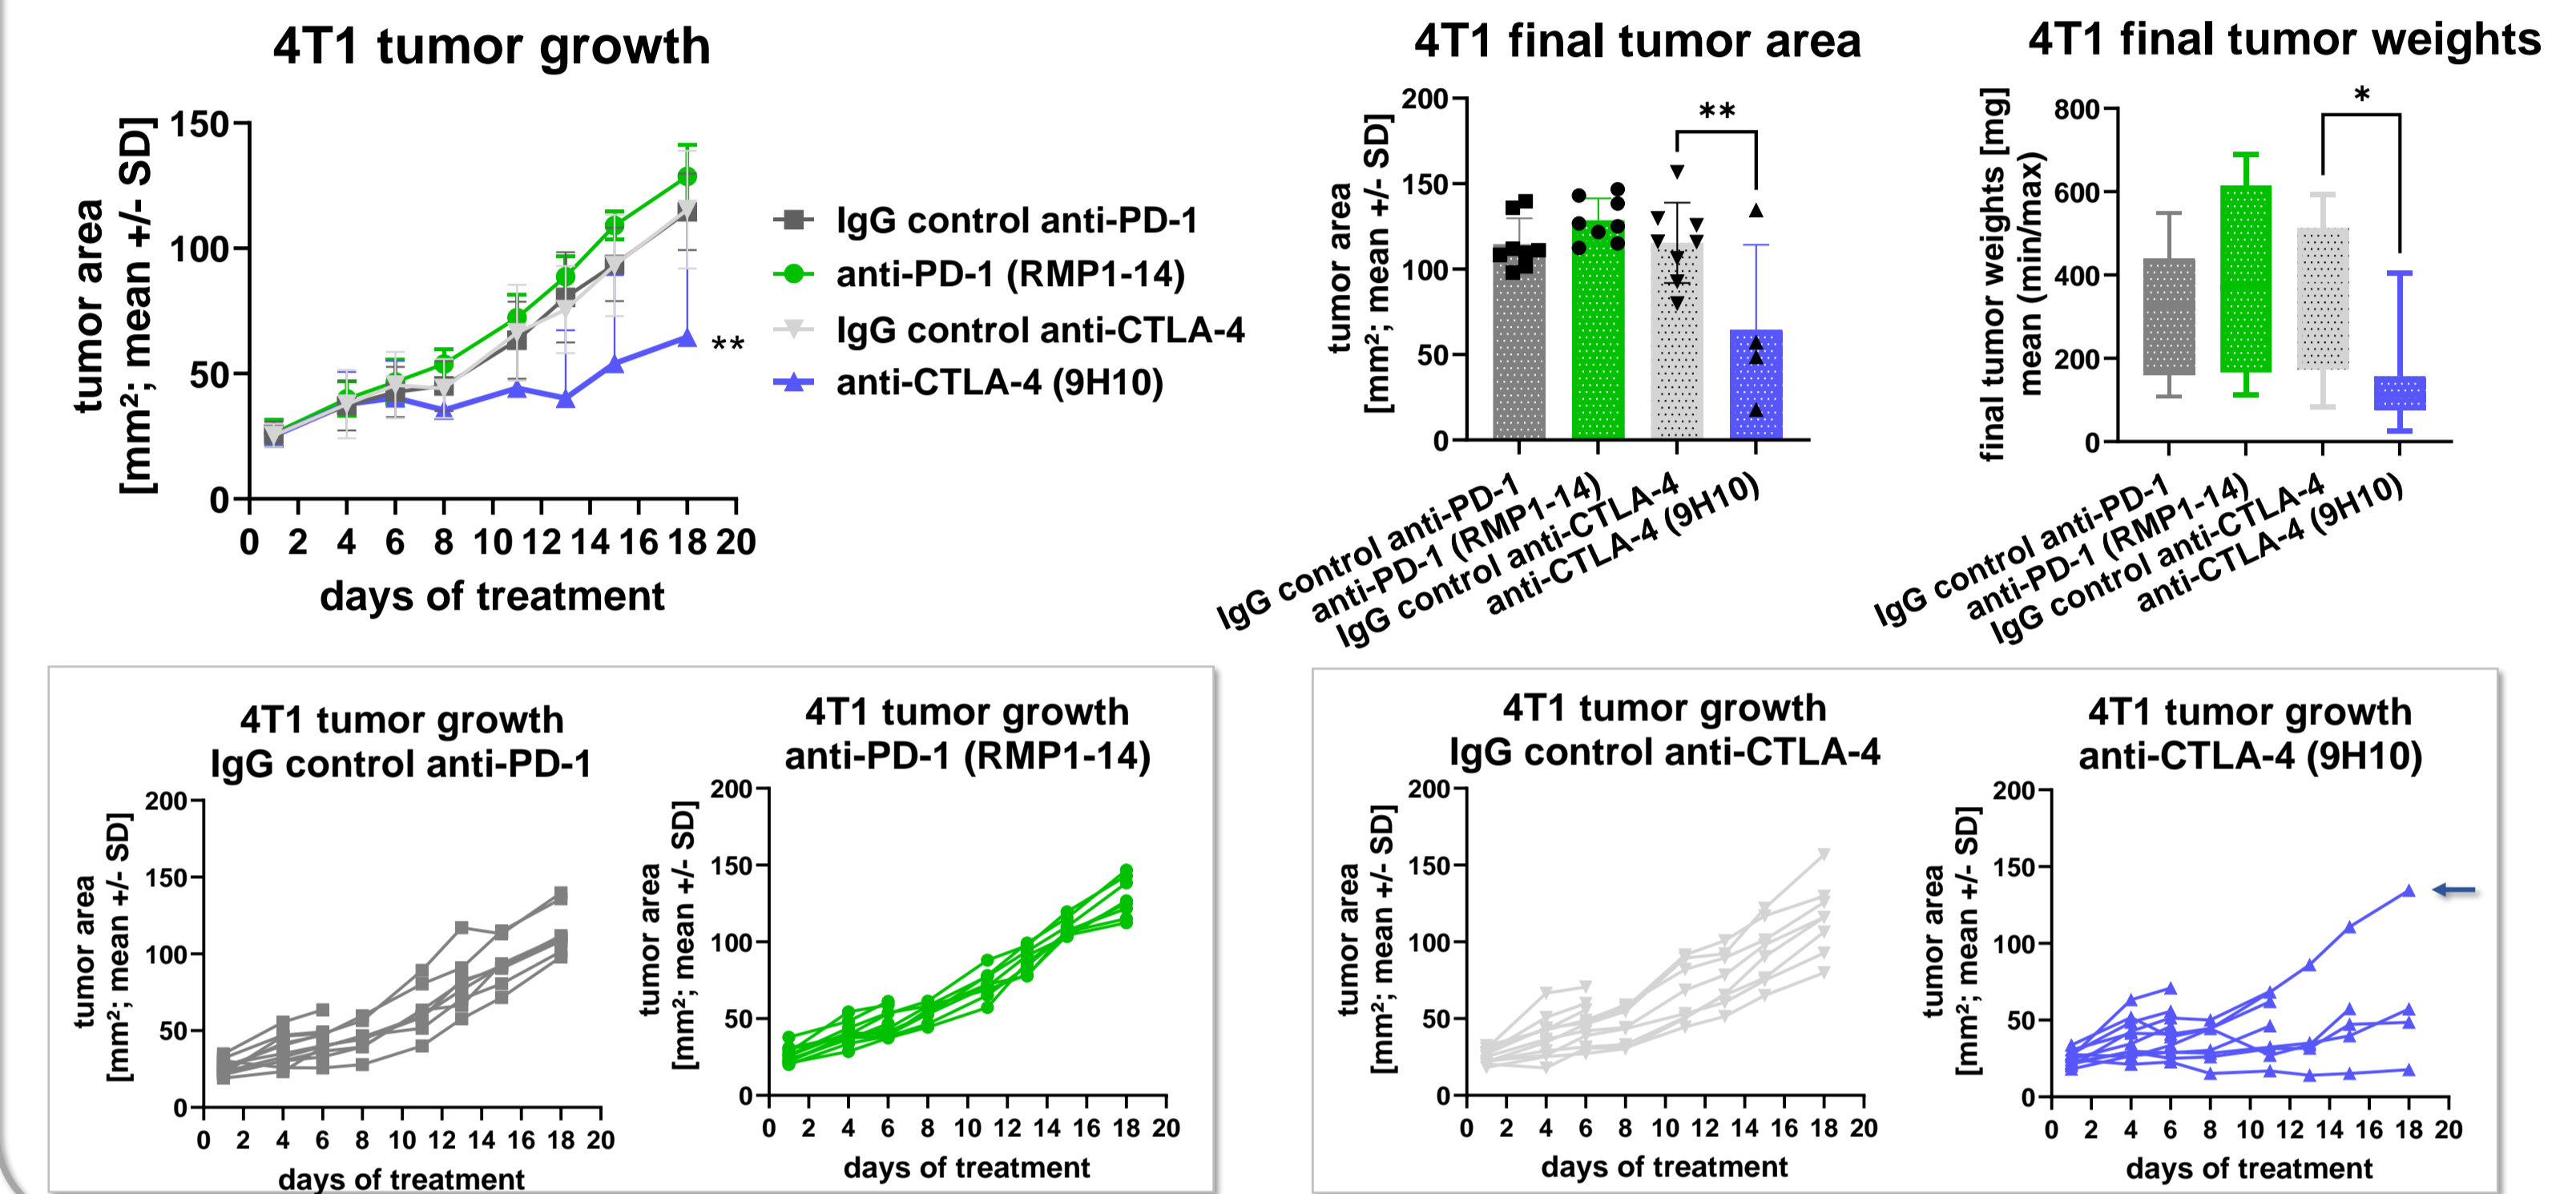 4T1 tumor growth
tumor area
[mm²; mean +/- SD]
150
100
50
0
0 2 4 6 8 10 12 14 16 18 20
days of treatment
**
IgG control anti-PD-1
anti-PD-1 (RMP1-14)
IgG control anti-CTLA-4
anti-CTLA-4 (9H10)
4T1 final tumor area
tumor area
[mm²; mean +/- SD]
200
150
100
50
0
**
IgG control anti-PD-1
anti-PD-1 (RMP1-14)
IgG control anti-CTLA-4
anti-CTLA-4 (9H10)
4T1 final tumor weights
final tumor weights [mg]
mean (min/max)
800
600
400
200
0
*
IgG control anti-PD-1
anti-PD-1 (RMP1-14)
IgG control anti-CTLA-4
anti-CTLA-4 (9H10)
4T1 tumor growth
IgG control anti-PD-1
tumor area
[mm²; mean +/- SD]
200
150
100
50
0
0 2 4 6 8 10 12 14 16 18 20
days of treatment
4T1 tumor growth
anti-PD-1 (RMP1-14)
tumor area
[mm²; mean +/- SD]
200
150
100
50
0
0 2 4 6 8 10 12 14 16 18 20
days of treatment
4T1 tumor growth
IgG control anti-CTLA-4
tumor area
[mm²; mean +/- SD]
200
150
100
50
0
0 2 4 6 8 10 12 14 16 18 20
days of treatment
4T1 tumor growth
anti-CTLA-4 (9H10)
tumor area
[mm²; mean +/- SD]
200
150
100
50
0
0 2 4 6 8 10 12 14 16 18 20
days of treatment